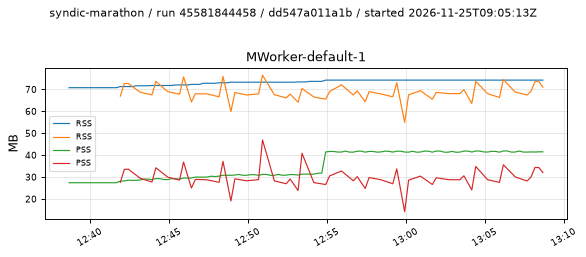 syndic-marathon / run 45581844458 / dd547a011a1b / started 2026-11-25T09:05:13Z
MWorker-default-1
MB
70
60
50
40
30
20
RSS
RSS
PSS
PSS
12:40
12:45
12:50
12:55
13:00
13:05
13:10